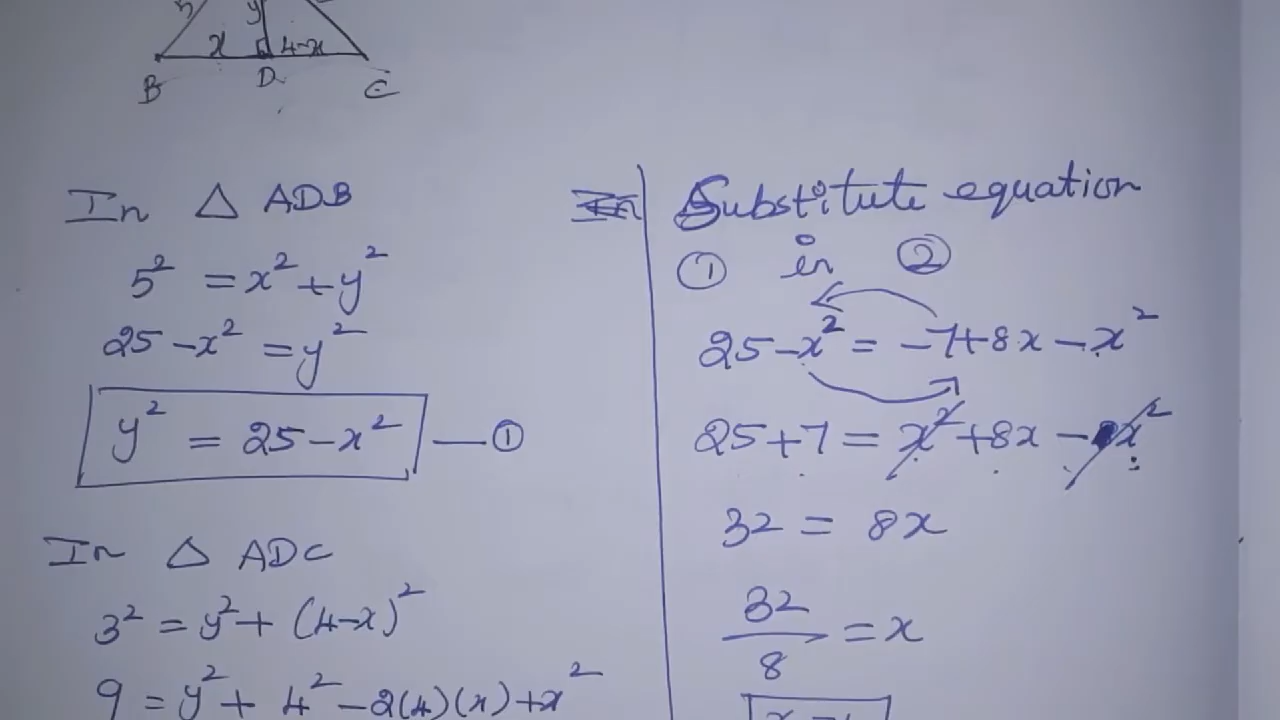 5 y
x 4-x
B D C
In △ ADB
5² = x² + y²
25 - x² = y²
y² = 25 - x² — ①
In △ ADC
3² = y² + (4-x)²
9 = y² + 4² - 2(4)(x) + x²
Substitute equation
① in ②
25 - x² = -7 + 8x - x²
25 + 7 = x² + 8x - x²
32 = 8x
32/8 = x